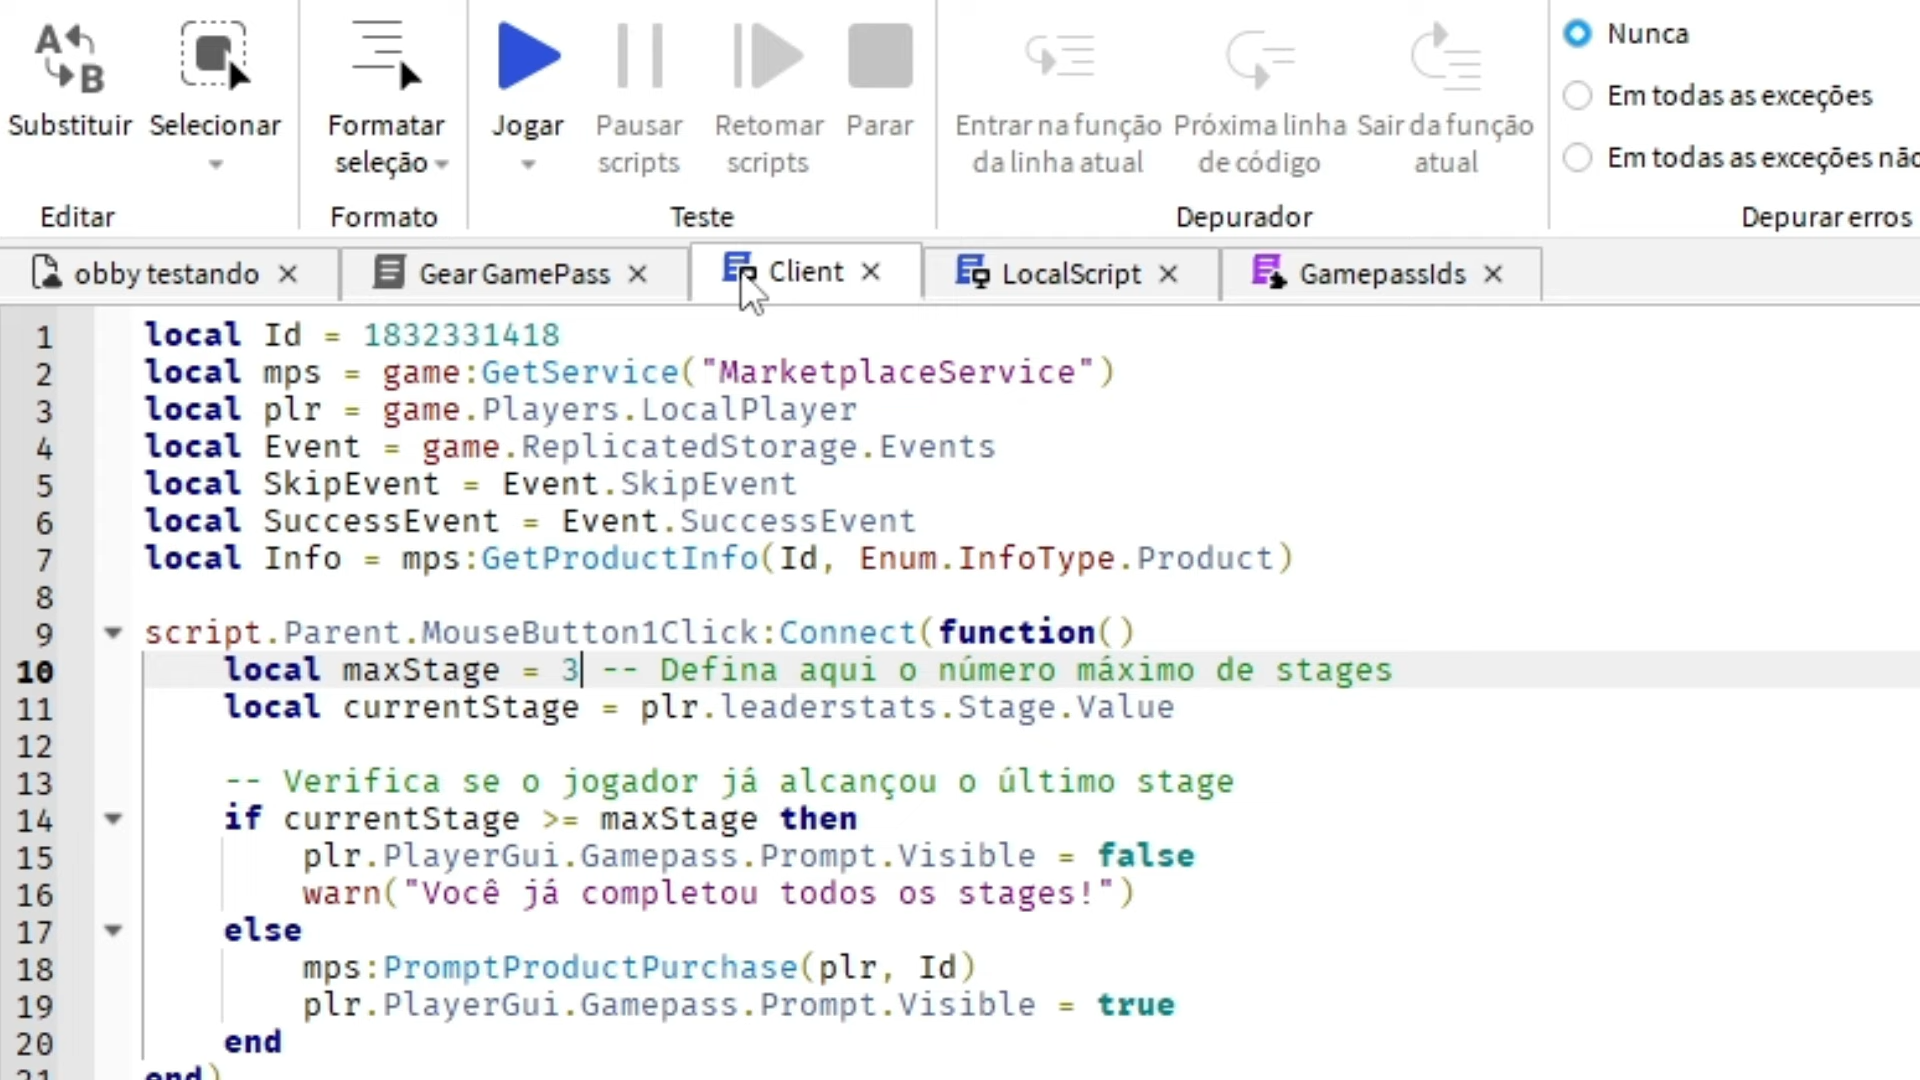 Substituir
Selecionar
Formatar seleção
Jogar
Pausar scripts
Retomar scripts
Parar
Entrar na função da linha atual
Próxima linha de código
Sair da função atual
Nunca
Em todas as exceções
Em todas as exceções
Editar
Formato
Teste
Depurador
Depurar erros
obby testando
Gear GamePass
Client
LocalScript
GamepassIds
1 local Id = 1832331418
2 local mps = game:GetService("MarketplaceService")
3 local plr = game.Players.LocalPlayer
4 local Event = game.ReplicatedStorage.Events
5 local SkipEvent = Event.SkipEvent
6 local SuccessEvent = Event.SuccessEvent
7 local Info = mps:GetProductInfo(Id, Enum.InfoType.Product)
8
9 script.Parent.MouseButton1Click:Connect(function()
10 local maxStage = 3 -- Defina aqui o número máximo de stages
11 local currentStage = plr.leaderstats.Stage.Value
12
13 -- Verifica se o jogador já alcançou o último stage
14 if currentStage >= maxStage then
15 plr.PlayerGui.Gamepass.Prompt.Visible = false
16 warn("Você já completou todos os stages!")
17 else
18 mps:PromptProductPurchase(plr, Id)
19 plr.PlayerGui.Gamepass.Prompt.Visible = true
20 end
21 end)